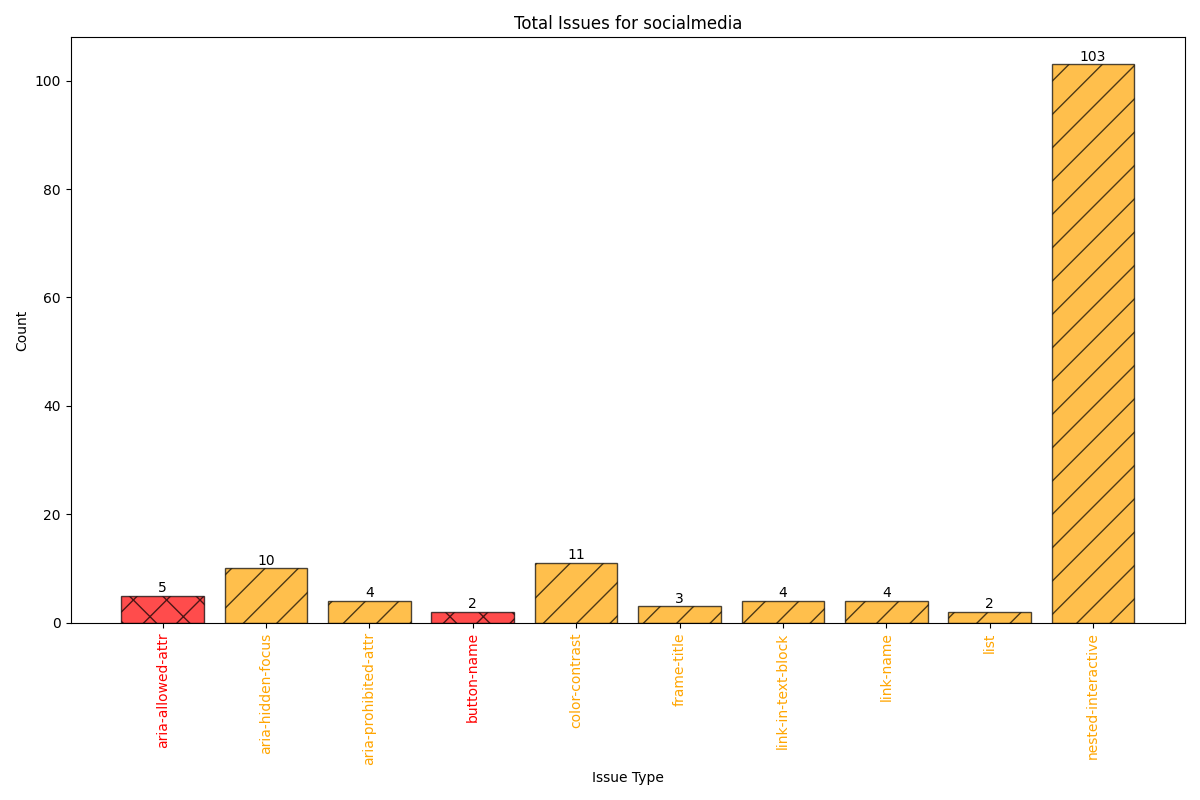 Total Issues for socialmedia
Count
100
80
60
40
20
0
5
10
4
2
11
3
4
4
2
103
aria-allowed-attr
aria-hidden-focus
aria-prohibited-attr
button-name
color-contrast
frame-title
link-in-text-block
link-name
list
nested-interactive
Issue Type